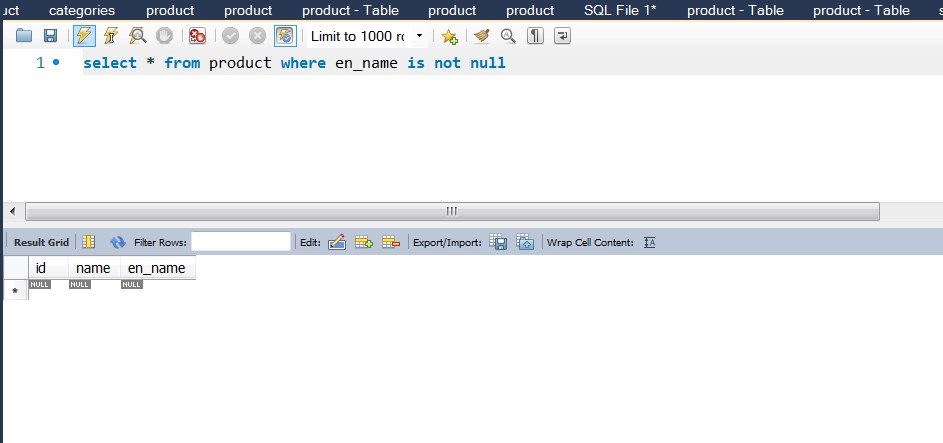 uct categories product product product - Table product product SQL File 1* product - Table product - Table s
Limit to 1000 rc
1 select * from product where en_name is not null
Result Grid Filter Rows: Edit: Export/Import: Wrap Cell Content: IA
id name en_name
* NULL NULL NULL